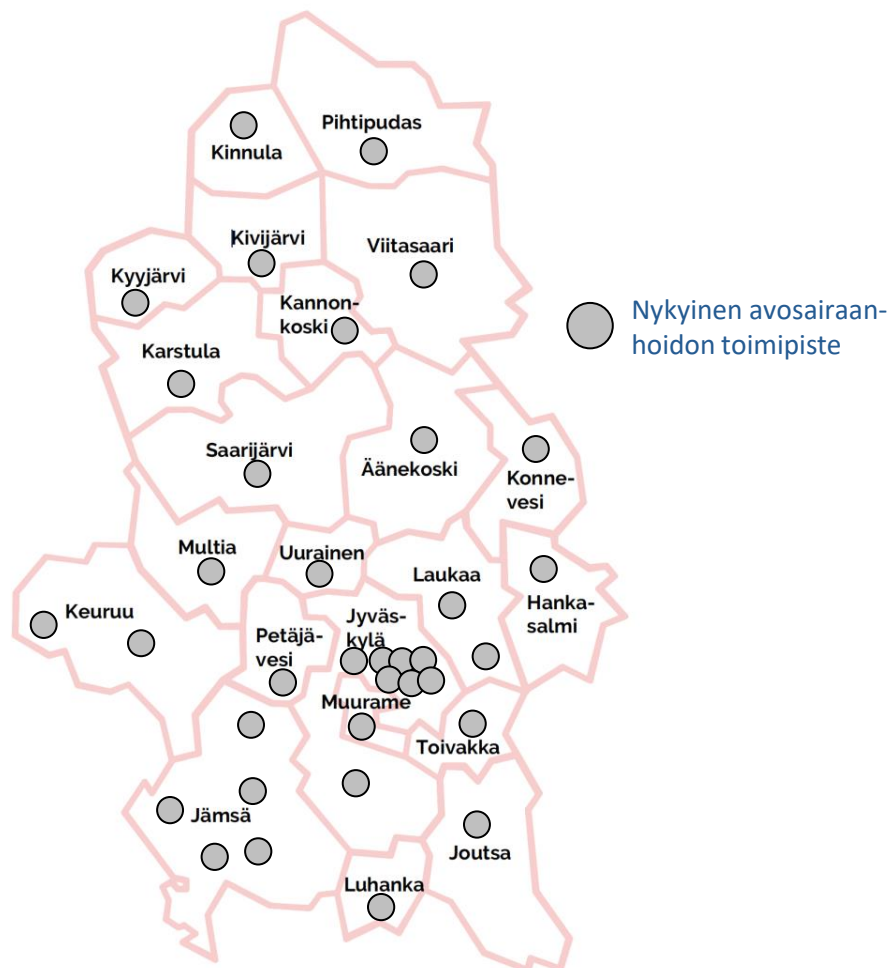 Pihtipudas
Kinnula
Kivijärvi
Viitasaari
Kyyjärvi
Kannon-
koski
Nykyinen avosairaan-
hoidon toimipiste
Karstula
Saarijärvi
Äänekoski
Konne-
vesi
Multia
Uurainen
Laukaa
Hanka-
salmi
Keuruu
Jyväs-
kylä
Petäjä-
vesi
Muurame
Toivakka
Jämsä
Joutsa
Luhanka